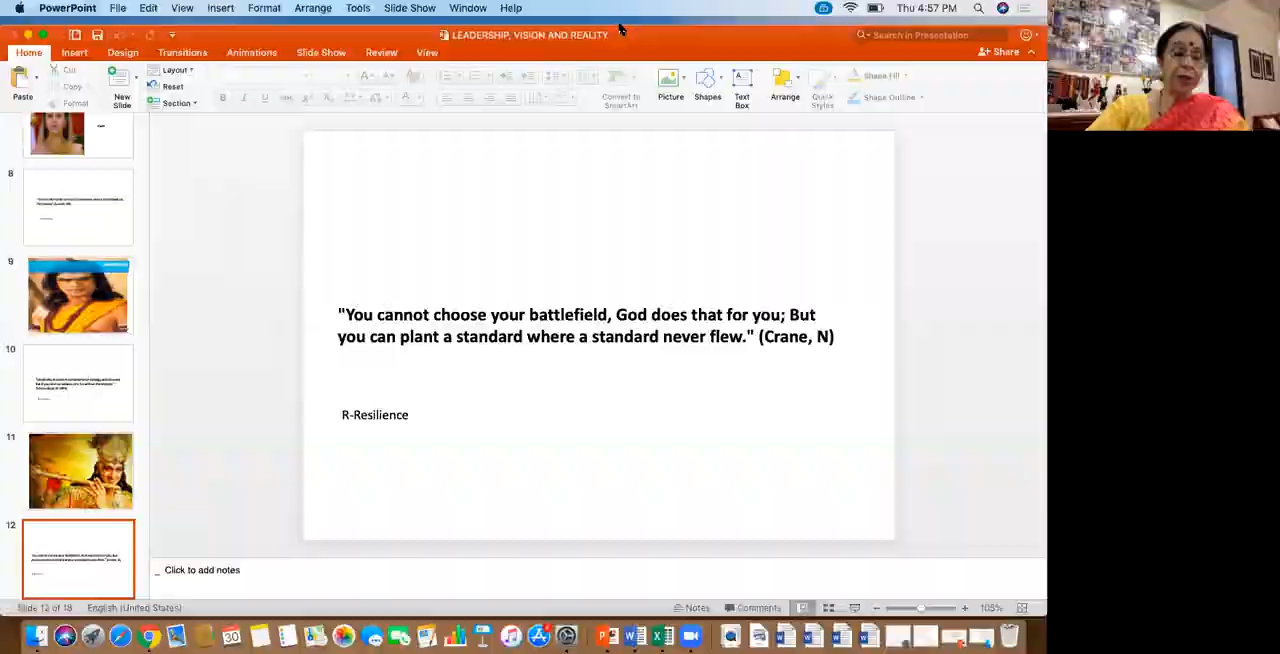 PowerPoint File Edit View Insert Format Arrange Tools Slide Show Window Help Thu 4:57 PM
LEADERSHIP, VISION AND REALITY
Search in Presentation
Home Insert Design Transitions Animations Slide Show Review View
Share
Paste
Cut
Copy
Format
New
Slide
Layout
Reset
Section
Convert to
SmartArt
Picture
Shapes
Text
Box
Arrange
Quick
Styles
Shape Fill
Shape Outline
8
9
10
11
12
"You cannot choose your battlefield, God does that for you; But
you can plant a standard where a standard never flew." (Crane, N)
R-Resilience
Click to add notes
Slide 12 of 18 English (United States)
Notes Comments
108%
30